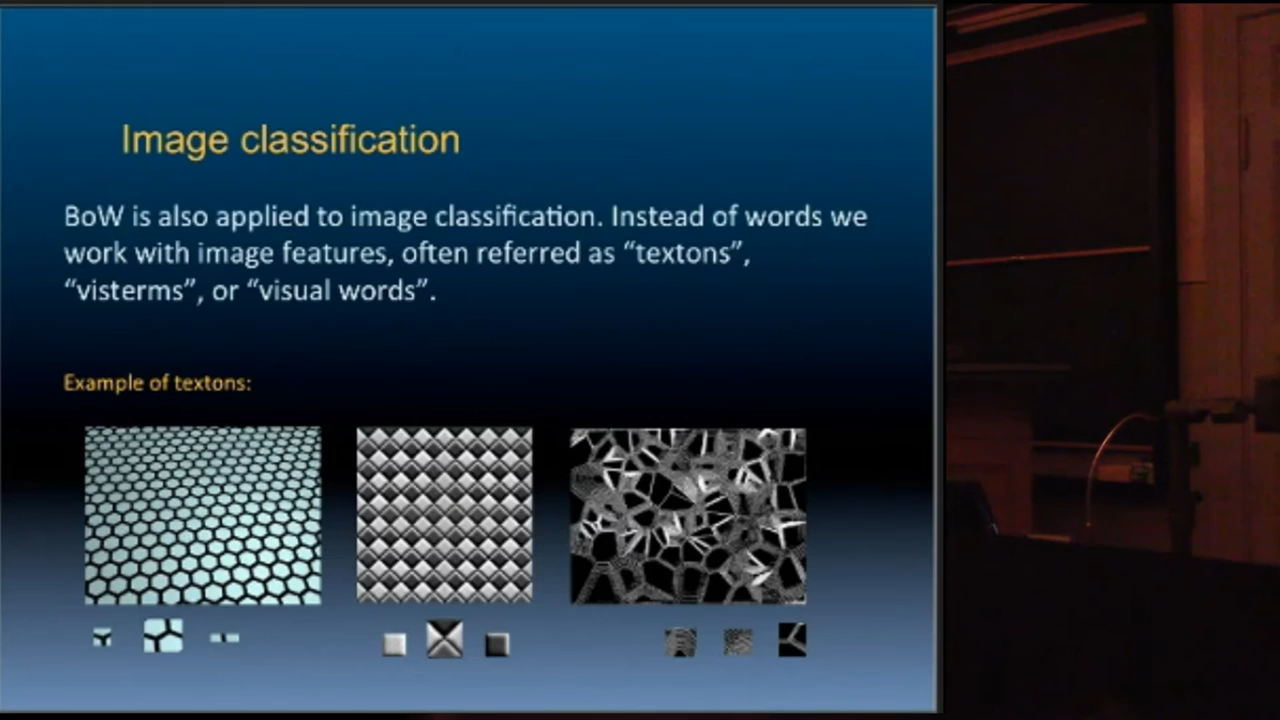 Image classification
BoW is also applied to image classification. Instead of words we
work with image features, often referred as “textons”,
“visterms”, or “visual words”.
Example of textons: